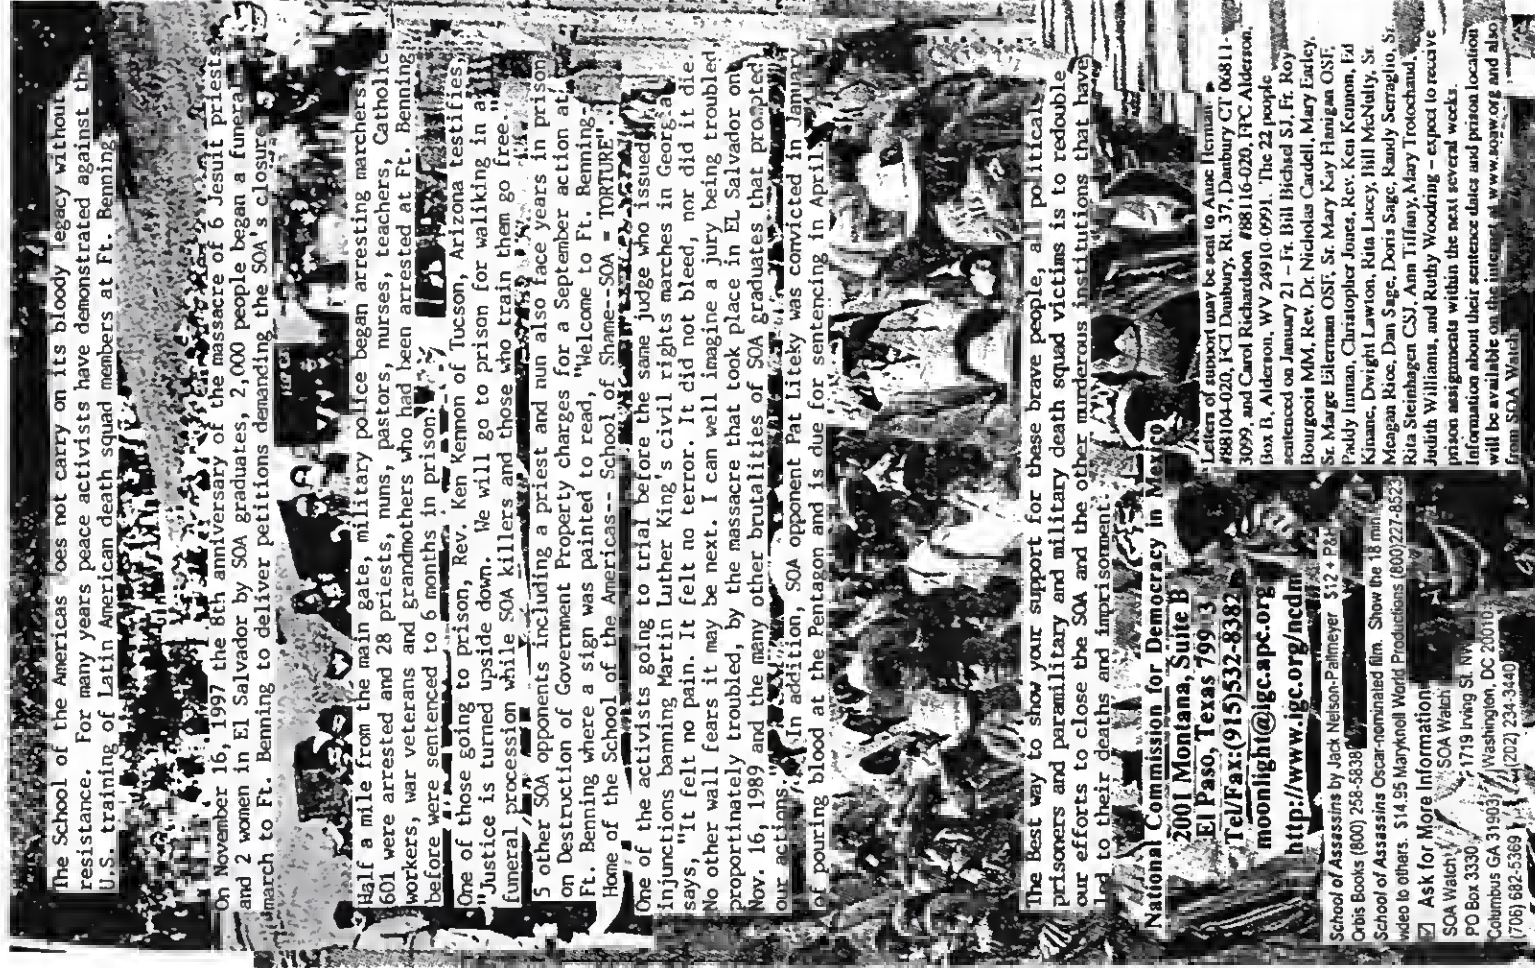 The School of the Americas does not carry on its bloody legacy without
resistance. For many years peace activists have demonstrated against the
U.S. training of Latin American death squad members at Ft. Benning.
On November 16, 1997 the 8th anniversary of the massacre of 6 Jesuit priests
and 2 women in El Salvador by SOA graduates, 2,000 people began a funeral
march to Ft. Benning to deliver petitions demanding the SOA's closure.
Half a mile from the main gate, military police began arresting marchers.
601 were arrested and 28 priests, nuns, pastors, nurses, teachers, Catholic
workers, war veterans and grandmothers who had been arrested at Ft. Benning
before were sentenced to 6 months in prison.
One of those going to prison, Rev. Ken Kennon of Tucson, Arizona testifies,
"Justice is turned upside down. We will go to prison for walking in a
funeral procession while SOA killers and those who train them go free."
5 other SOA opponents including a priest and nun also face years in prison
on Destruction of Government Property charges for a September action at
Ft. Benning where a sign was painted to read, "Welcome to Ft. Benning
Home of the School of the Americas-- School of Shame--SOA = TORTURE".
One of the activists going to trial before the same judge who issued
injunctions banning Martin Luther King's civil rights marches in Georgia
says, "It felt no pain. It felt no terror. It did not bleed, nor did it die.
No other wall fears it may be next. I can well imagine a jury being troubled,
proportinately troubled, by the massacre that took place in EL Salvador on
Nov. 16, 1989 and the many other brutalities of SOA graduates that prompted
our actions." In addition, SOA opponent Pat Liteky was convicted in January
of pouring blood at the Pentagon and is due for sentencing in April.
The Best way to show your support for these brave people, all political
prisoners and paramilitary and military death squad victims is to redouble
our efforts to close the SOA and the other murderous institutions that have
led to their deaths and imprisonment.
National Commission for Democracy in Mexico
2001 Montana, Suite B
El Paso, Texas 79903
Tel/Fax:(915)532-8382
moonlight@igc.apc.org
http://www.igc.org/ncdm
School of Assassins by Jack Nelson-Pallmeyer $12 + P&H
Orbis Books (800) 258-5838
School of Assassins Oscar-nominated film. Show the 18 min
video to others. $14.95 Maryknoll World Productions (800)227-8523
Ask for More Information:
SOA Watch SOA Watch
PO Box 3330 1719 Irving St. NW
Columbus GA 31903 Washington, DC 20010
(706) 682-5369 (202) 234-3440
Letters of support may be sent to Anne Herman
#88104-020, FCI Danbury, Rt. 37, Danbury CT 06811-
3099, and Carol Richardson #88116-020, FPC Alderson,
Box B, Alderson, WV 24910-0991. The 22 people
sentenced on January 21 – Fr. Bill Bichsel SJ, Fr. Roy
Bourgeois MM, Rev. Dr. Nicholas Cardell, Mary Earley,
Sr. Marge Eilerman OSF, Sr. Mary Kay Flanigan OSF,
Paddy Inman, Christopher Jones, Rev. Ken Kennon, Ed
Kinane, Dwight Lawton, Rita Lucey, Bill McNulty, Sr.
Meagan Rice, Dan Sage, Doris Sage, Randy Serraglio, Sr.
Rita Steinhagen CSJ, Ann Tiffany, Mary Trotochaud,
Judith Williams, and Ruthy Woodring – expect to receive
prison assignments within the next several weeks.
Information about their sentence dates and prison location
will be available on the internet at www.soaw.org and also
from SOA Watch